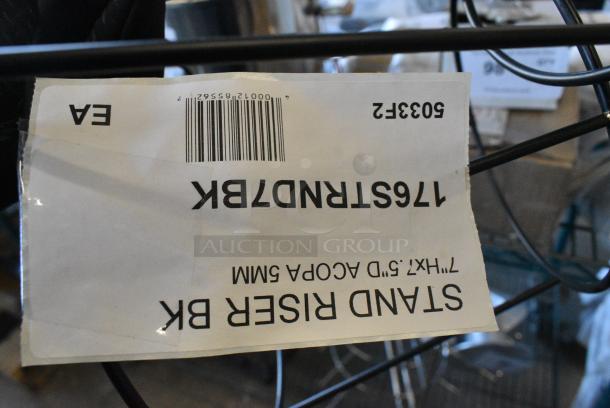 STAND RISER BK
7"Hx7.5"D ACOPA 5MM
176STRND7BK
5033F2
EA
AUCTION GROUP